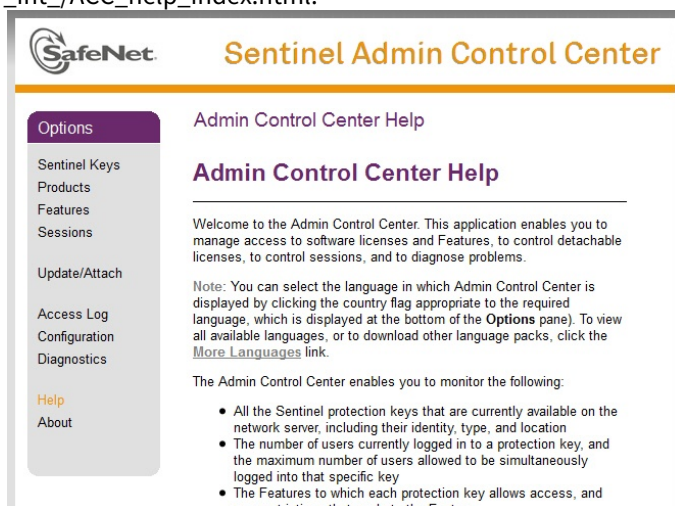 _int_/ACC_help_index.html.
SafeNet.
Sentinel Admin Control Center
Options
Sentinel Keys
Products
Features
Sessions
Update/Attach
Access Log
Configuration
Diagnostics
Help
About
Admin Control Center Help
Admin Control Center Help
Welcome to the Admin Control Center. This application enables you to
manage access to software licenses and Features, to control detachable
licenses, to control sessions, and to diagnose problems.
Note: You can select the language in which Admin Control Center is
displayed by clicking the country flag appropriate to the required
language, which is displayed at the bottom of the Options pane). To view
all available languages, or to download other language packs, click the
More Languages link.
The Admin Control Center enables you to monitor the following:
• All the Sentinel protection keys that are currently available on the
network server, including their identity, type, and location
• The number of users currently logged in to a protection key, and
the maximum number of users allowed to be simultaneously
logged into that specific key
• The Features to which each protection key allows access, and